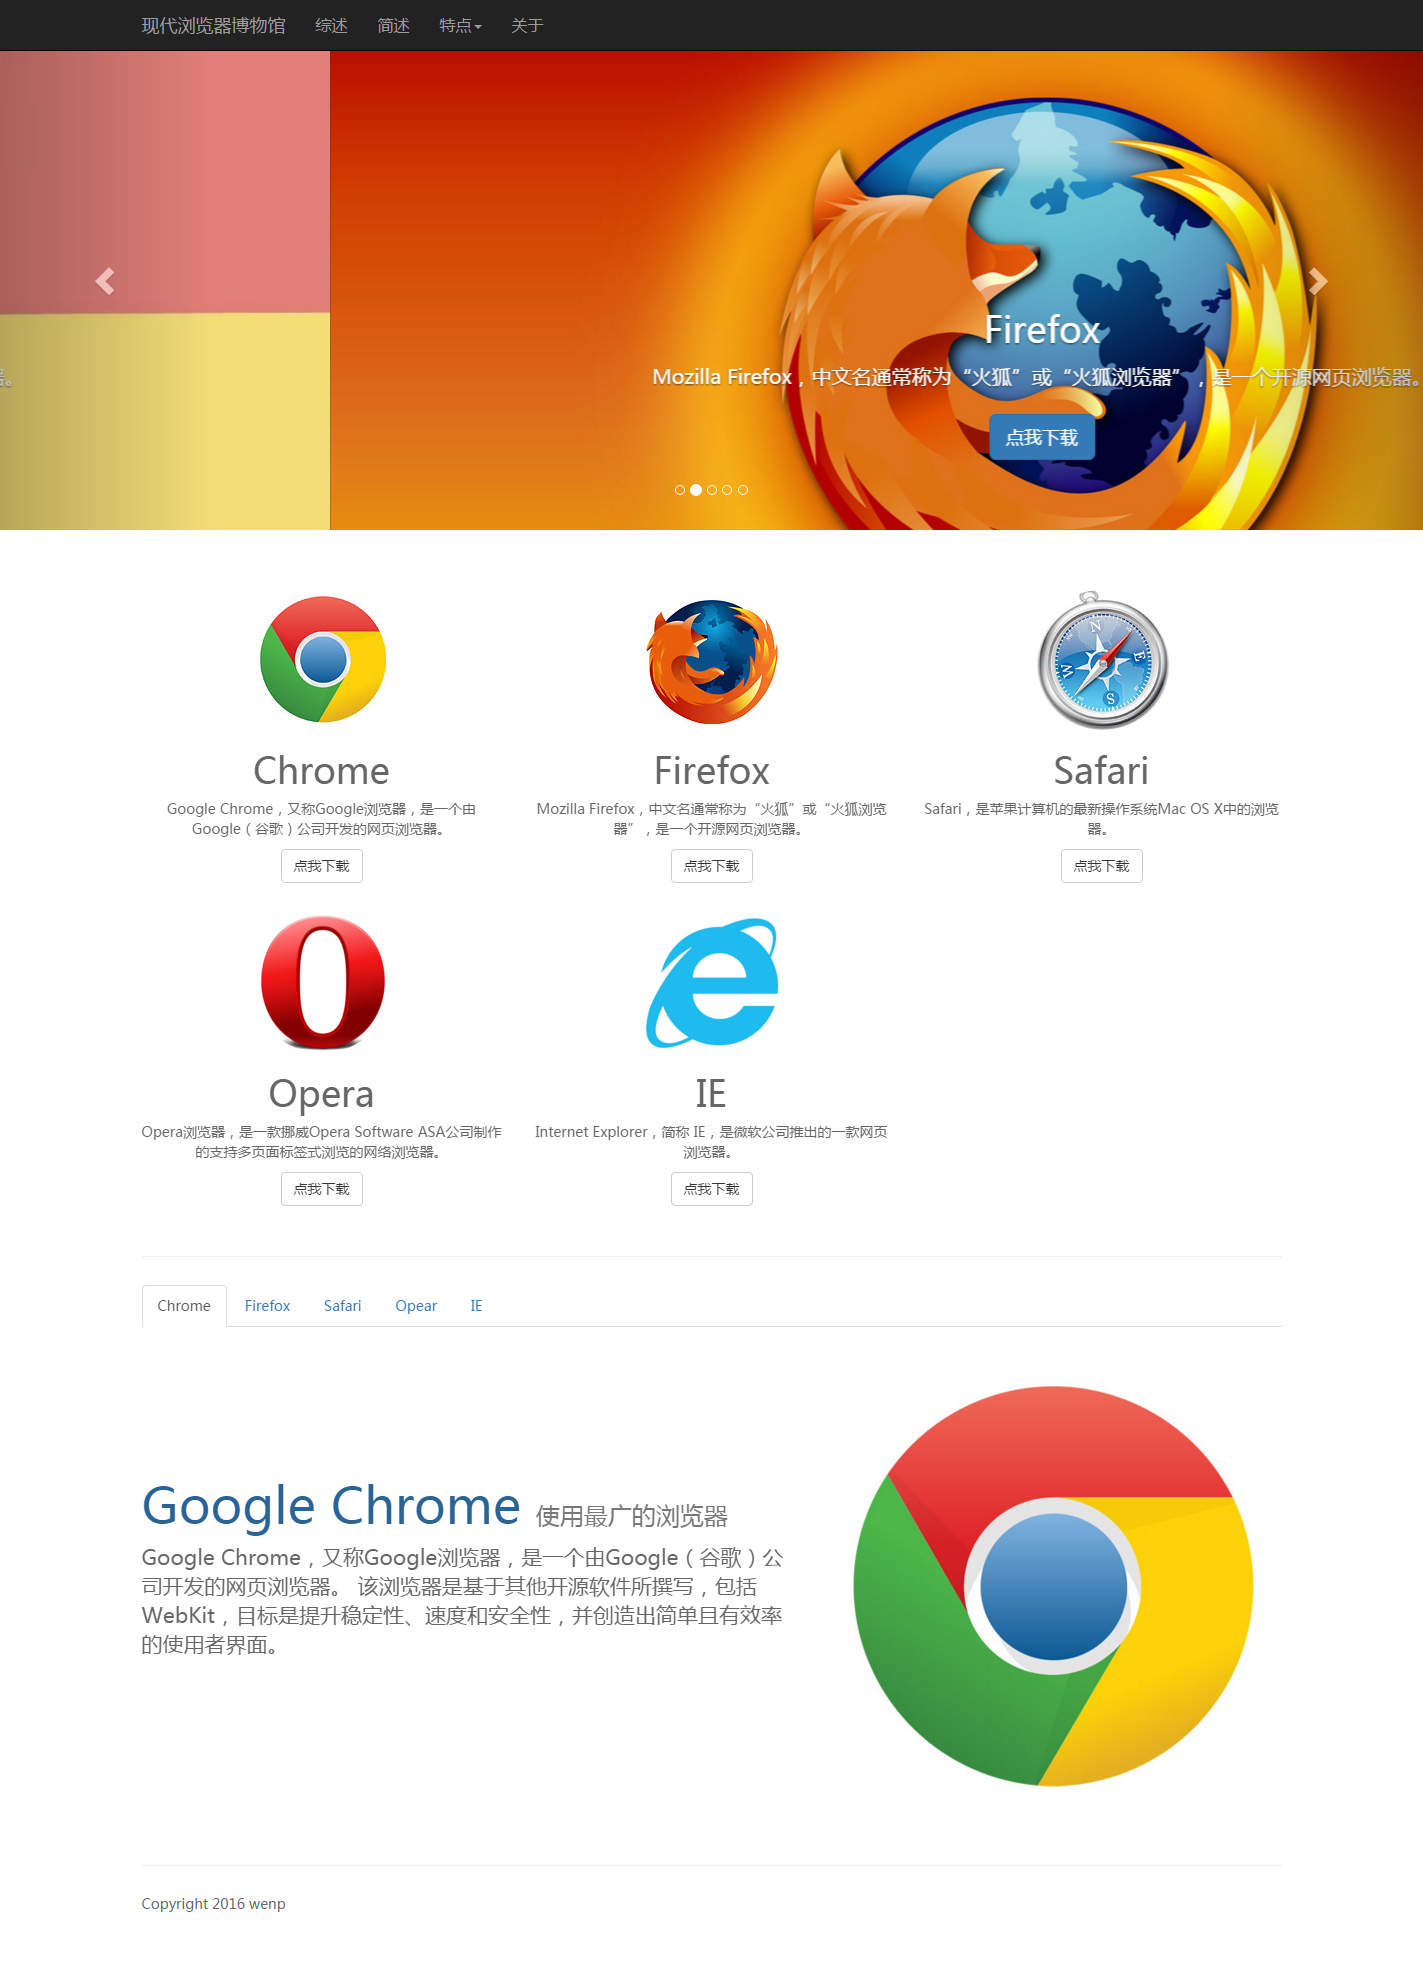 现代浏览器博物馆 综述 简述 特点 关于
Firefox
器。 Mozilla Firefox，中文名通常称为“火狐”或“火狐浏览器”，是一个开源网页浏览器。
点我下载
N E S W
Chrome Firefox Safari
Google Chrome，又称Google浏览器，是一个由 Mozilla Firefox，中文名通常称为“火狐”或“火狐浏览 Safari，是苹果计算机的最新操作系统Mac OS X中的浏览
Google（谷歌）公司开发的网页浏览器。 器”，是一个开源网页浏览器。 器。
点我下载 点我下载 点我下载
Opera IE
Opera浏览器，是一款挪威Opera Software ASA公司制作 Internet Explorer，简称 IE，是微软公司推出的一款网页
的支持多页面标签式浏览的网络浏览器。 浏览器。
点我下载 点我下载
Chrome Firefox Safari Opear IE
Google Chrome 使用最广的浏览器
Google Chrome，又称Google浏览器，是一个由Google（谷歌）公
司开发的网页浏览器。 该浏览器是基于其他开源软件所撰写，包括
WebKit，目标是提升稳定性、速度和安全性，并创造出简单且有效率
的使用者界面。
Copyright 2016 wenp